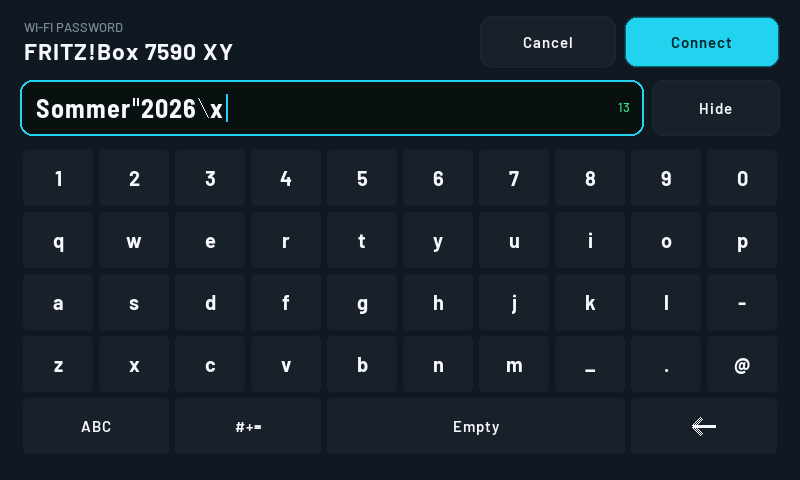 WI-FI PASSWORD
FRITZ!Box 7590 XY
Cancel
Connect
Sommer"2026\x
13
Hide
1 2 3 4 5 6 7 8 9 0
q w e r t y u i o p
a s d f g h j k l -
z x c v b n m _ . @
ABC #+= Empty ←